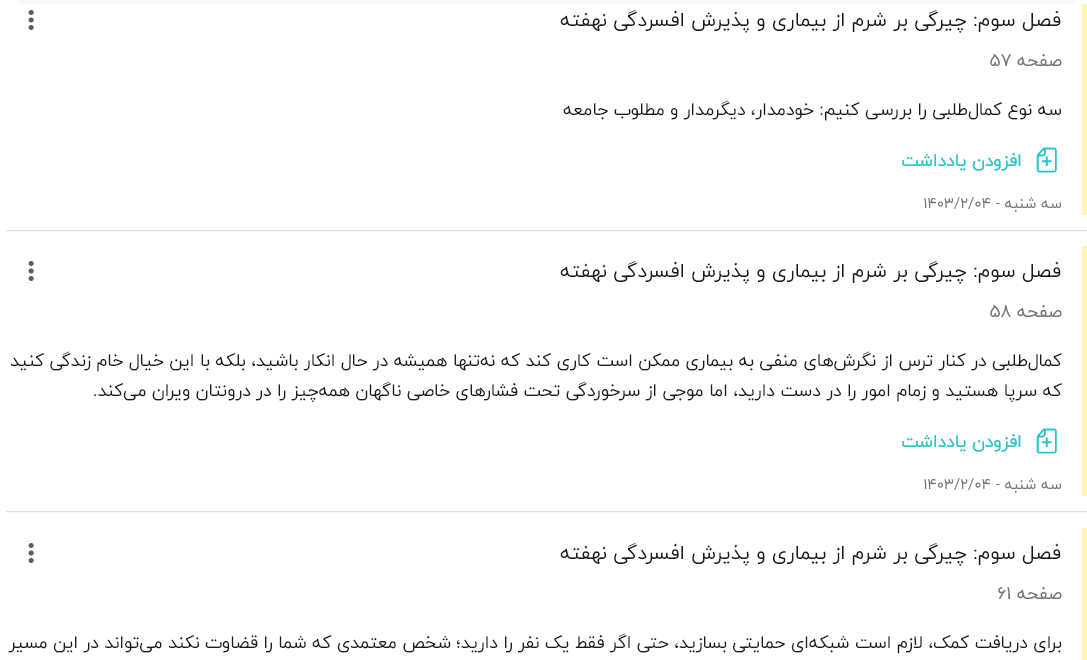 فصل سوم: چیرگی بر شرم از بیماری و پذیرش افسردگی نهفته
صفحه ۵۷
سه نوع کمال‌طلبی را بررسی کنیم: خودمدار، دیگرمدار و مطلوب جامعه
افزودن یادداشت
سه شنبه - ۱۴۰۳/۲/۰۴
فصل سوم: چیرگی بر شرم از بیماری و پذیرش افسردگی نهفته
صفحه ۵۸
کمال‌طلبی در کنار ترس از نگرش‌های منفی به بیماری ممکن است کاری کند که نه‌تنها همیشه در حال انکار باشید، بلکه با این خیال خام زندگی کنید
که سرپا هستید و زمام امور را در دست دارید، اما موجی از سرخوردگی تحت فشارهای خاصی ناگهان همه‌چیز را در درونتان ویران می‌کند.
افزودن یادداشت
سه شنبه - ۱۴۰۳/۲/۰۴
فصل سوم: چیرگی بر شرم از بیماری و پذیرش افسردگی نهفته
صفحه ۶۱
برای دریافت کمک، لازم است شبکه‌ای حمایتی بسازید، حتی اگر فقط یک نفر را دارید؛ شخص معتمدی که شما را قضاوت نکند می‌تواند در این مسیر